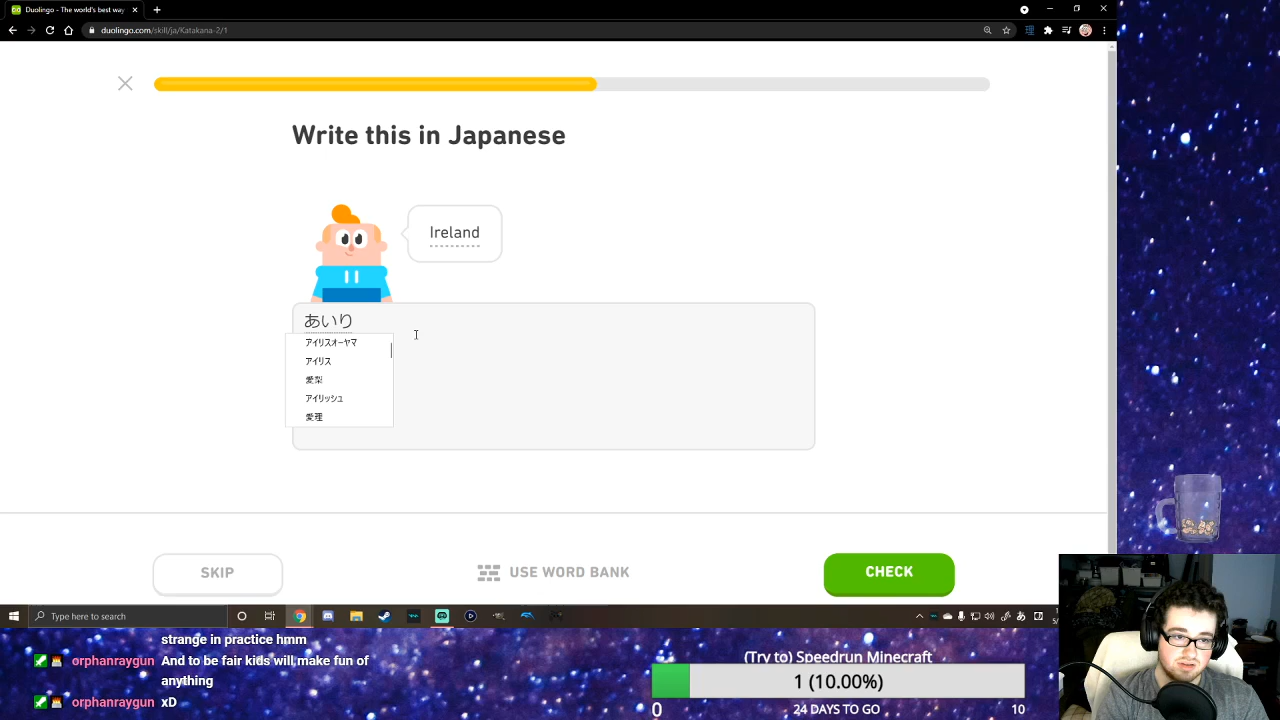 Duolingo - The world's best way
duolingo.com/skill/ja/Katakana-2/1
Write this in Japanese
Ireland
あいり
アイリスオーヤマ
アイリス
愛梨
アイリッシュ
愛理
SKIP
USE WORD BANK
CHECK
Type here to search
strange in practice hmm
orphanraygun And to be fair kids will make fun of
anything
orphanraygun xD
(Try to) Speedrun Minecraft
1 (10.00%)
0 24 DAYS TO GO 10